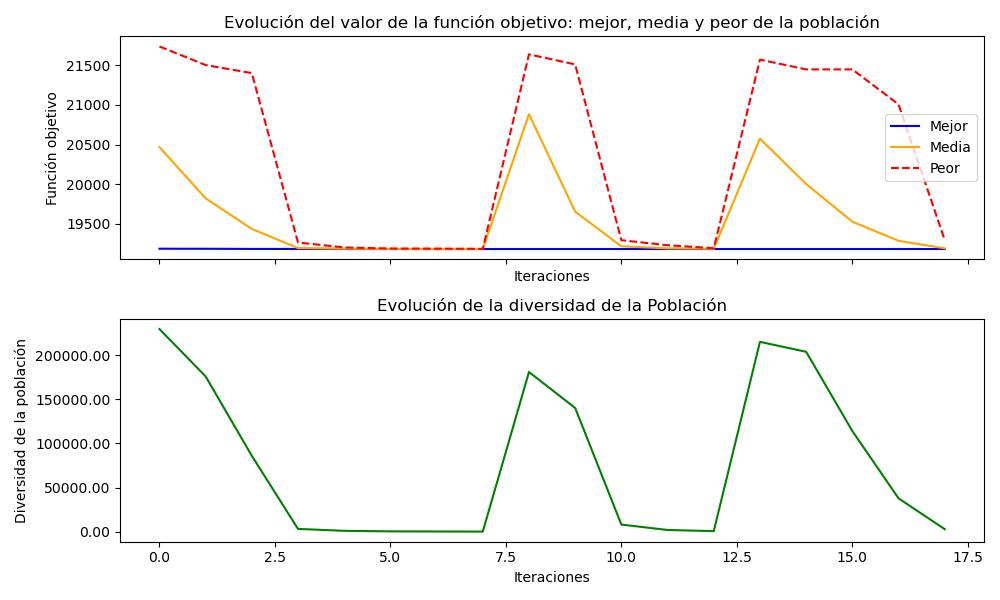 Evolución del valor de la función objetivo: mejor, media y peor de la población
Función objetivo
21500
21000
20500
20000
19500
Mejor
Media
Peor
Iteraciones
Evolución de la diversidad de la Población
Diversidad de la población
200000.00
150000.00
100000.00
50000.00
0.00
0.0 2.5 5.0 7.5 10.0 12.5 15.0 17.5
Iteraciones